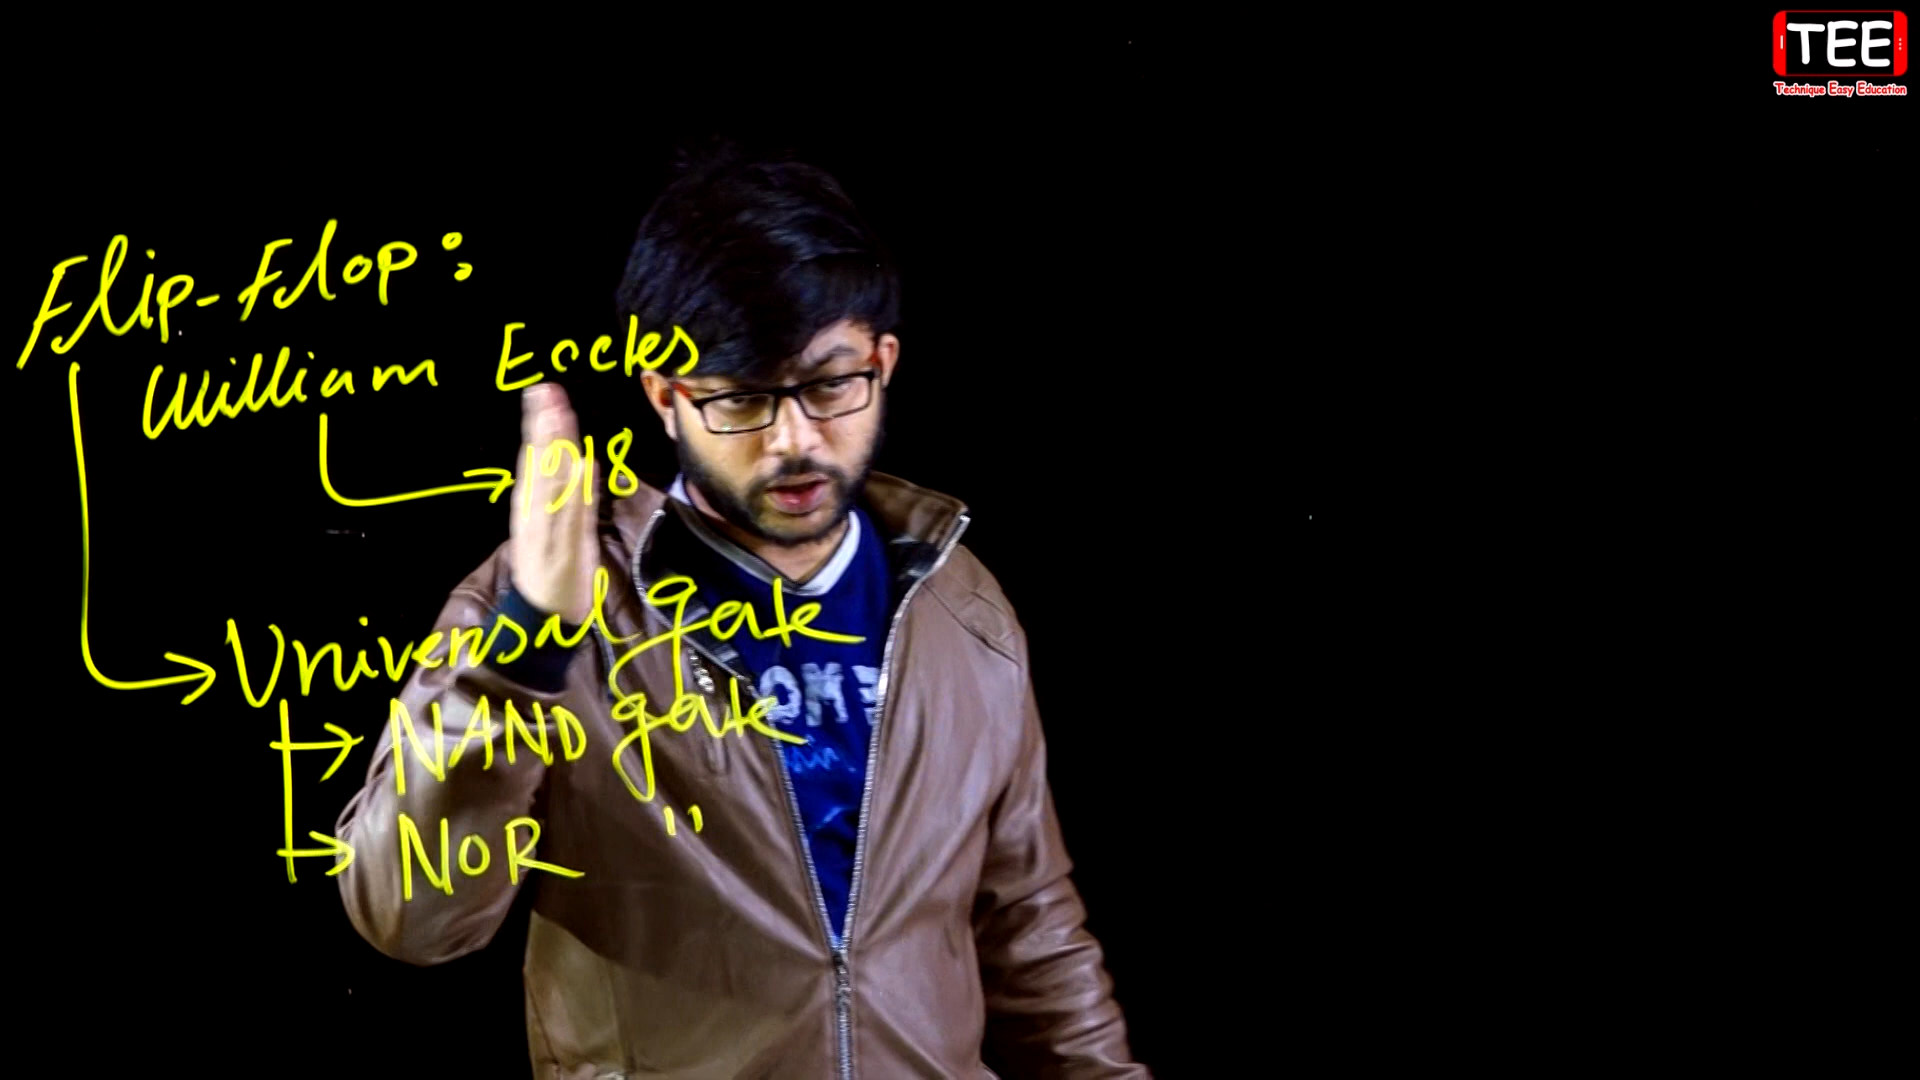 TEE
Technique Easy Education
Flip-Flop:
William Eccles
1918
Universal gate
NAND gate
NOR "